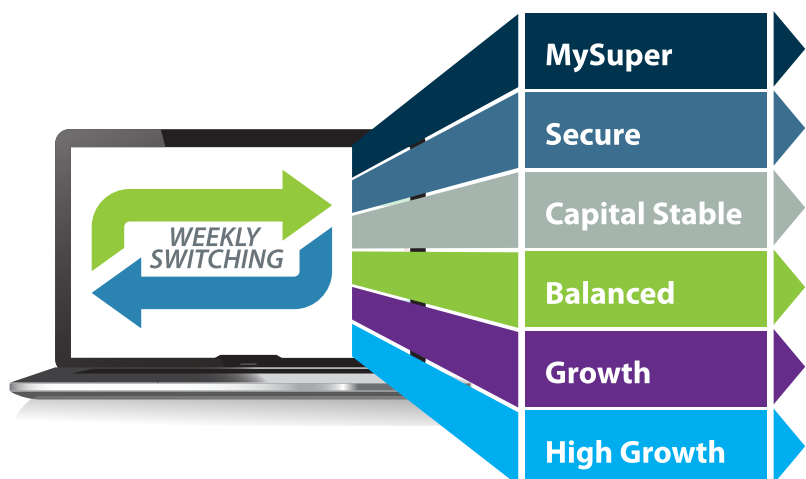 WEEKLY
SWITCHING
MySuper
Secure
Capital Stable
Balanced
Growth
High Growth